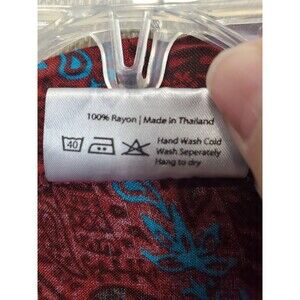 100% Rayon | Made in Thailand
40
Hand Wash Cold
Wash Seperately
Hang to dry